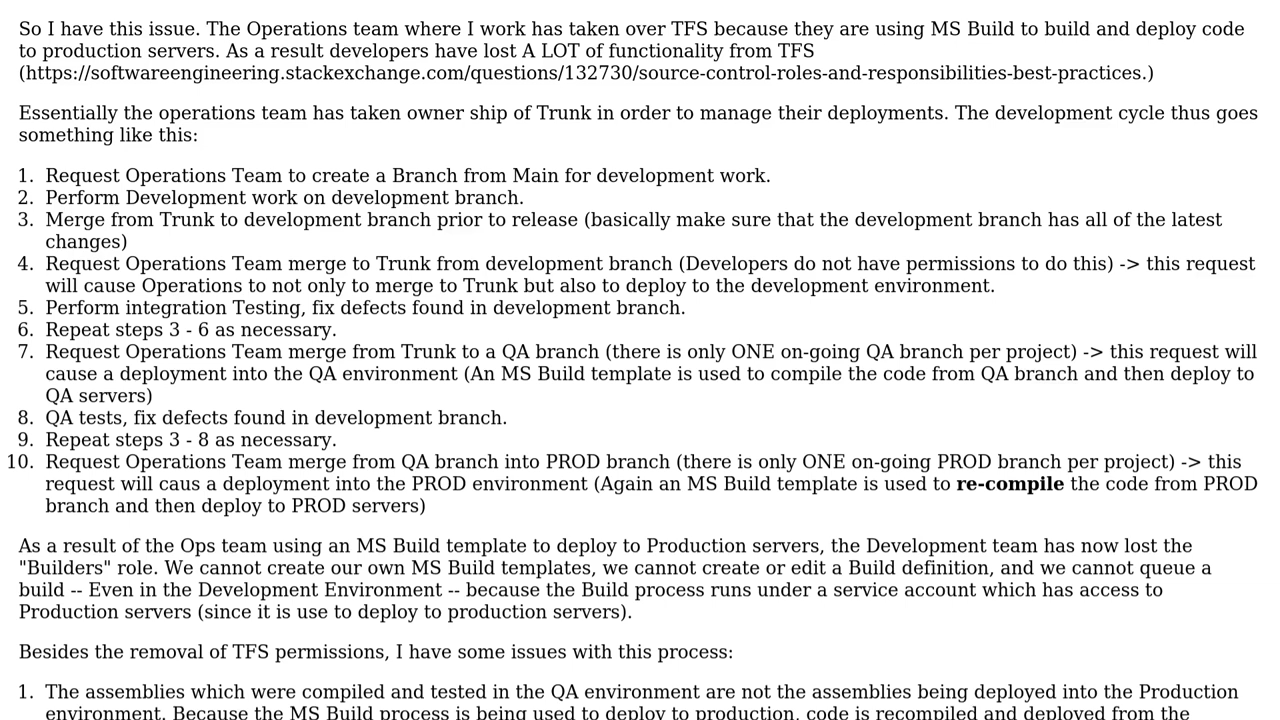 So I have this issue. The Operations team where I work has taken over TFS because they are using MS Build to build and deploy code
to production servers. As a result developers have lost A LOT of functionality from TFS
(https://softwareengineering.stackexchange.com/questions/132730/source-control-roles-and-responsibilities-best-practices.)
Essentially the operations team has taken owner ship of Trunk in order to manage their deployments. The development cycle thus goes
something like this:
1. Request Operations Team to create a Branch from Main for development work.
2. Perform Development work on development branch.
3. Merge from Trunk to development branch prior to release (basically make sure that the development branch has all of the latest
changes)
4. Request Operations Team merge to Trunk from development branch (Developers do not have permissions to do this) -> this request
will cause Operations to not only to merge to Trunk but also to deploy to the development environment.
5. Perform integration Testing, fix defects found in development branch.
6. Repeat steps 3 - 6 as necessary.
7. Request Operations Team merge from Trunk to a QA branch (there is only ONE on-going QA branch per project) -> this request will
cause a deployment into the QA environment (An MS Build template is used to compile the code from QA branch and then deploy to
QA servers)
8. QA tests, fix defects found in development branch.
9. Repeat steps 3 - 8 as necessary.
10. Request Operations Team merge from QA branch into PROD branch (there is only ONE on-going PROD branch per project) -> this
request will caus a deployment into the PROD environment (Again an MS Build template is used to re-compile the code from PROD
branch and then deploy to PROD servers)
As a result of the Ops team using an MS Build template to deploy to Production servers, the Development team has now lost the
"Builders" role. We cannot create our own MS Build templates, we cannot create or edit a Build definition, and we cannot queue a
build -- Even in the Development Environment -- because the Build process runs under a service account which has access to
Production servers (since it is use to deploy to production servers).
Besides the removal of TFS permissions, I have some issues with this process:
1. The assemblies which were compiled and tested in the QA environment are not the assemblies being deployed into the Production
environment. Because the MS Build process is being used to deploy to production, code is recompiled and deployed from the